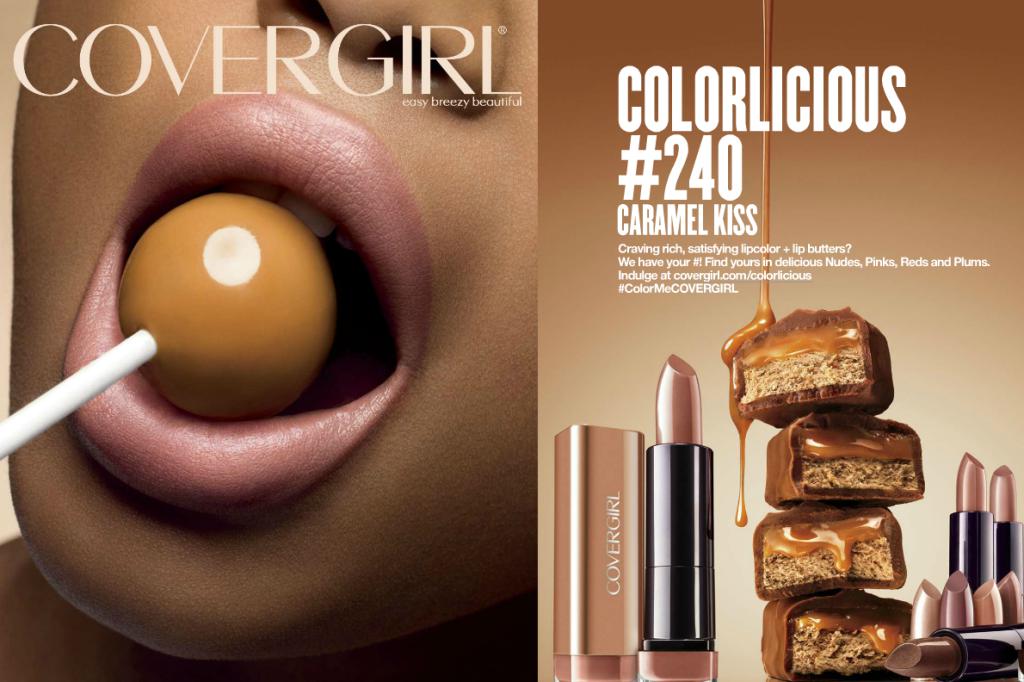 COVERGIRL®
easy breezy beautiful
COLORLICIOUS
#240
CARAMEL KISS
Craving rich, satisfying lipcolor + lip butters?
We have your #! Find yours in delicious Nudes, Pinks, Reds and Plums.
Indulge at covergirl.com/colorlicious
#ColorMeCOVERGIRL
COVERGIRL